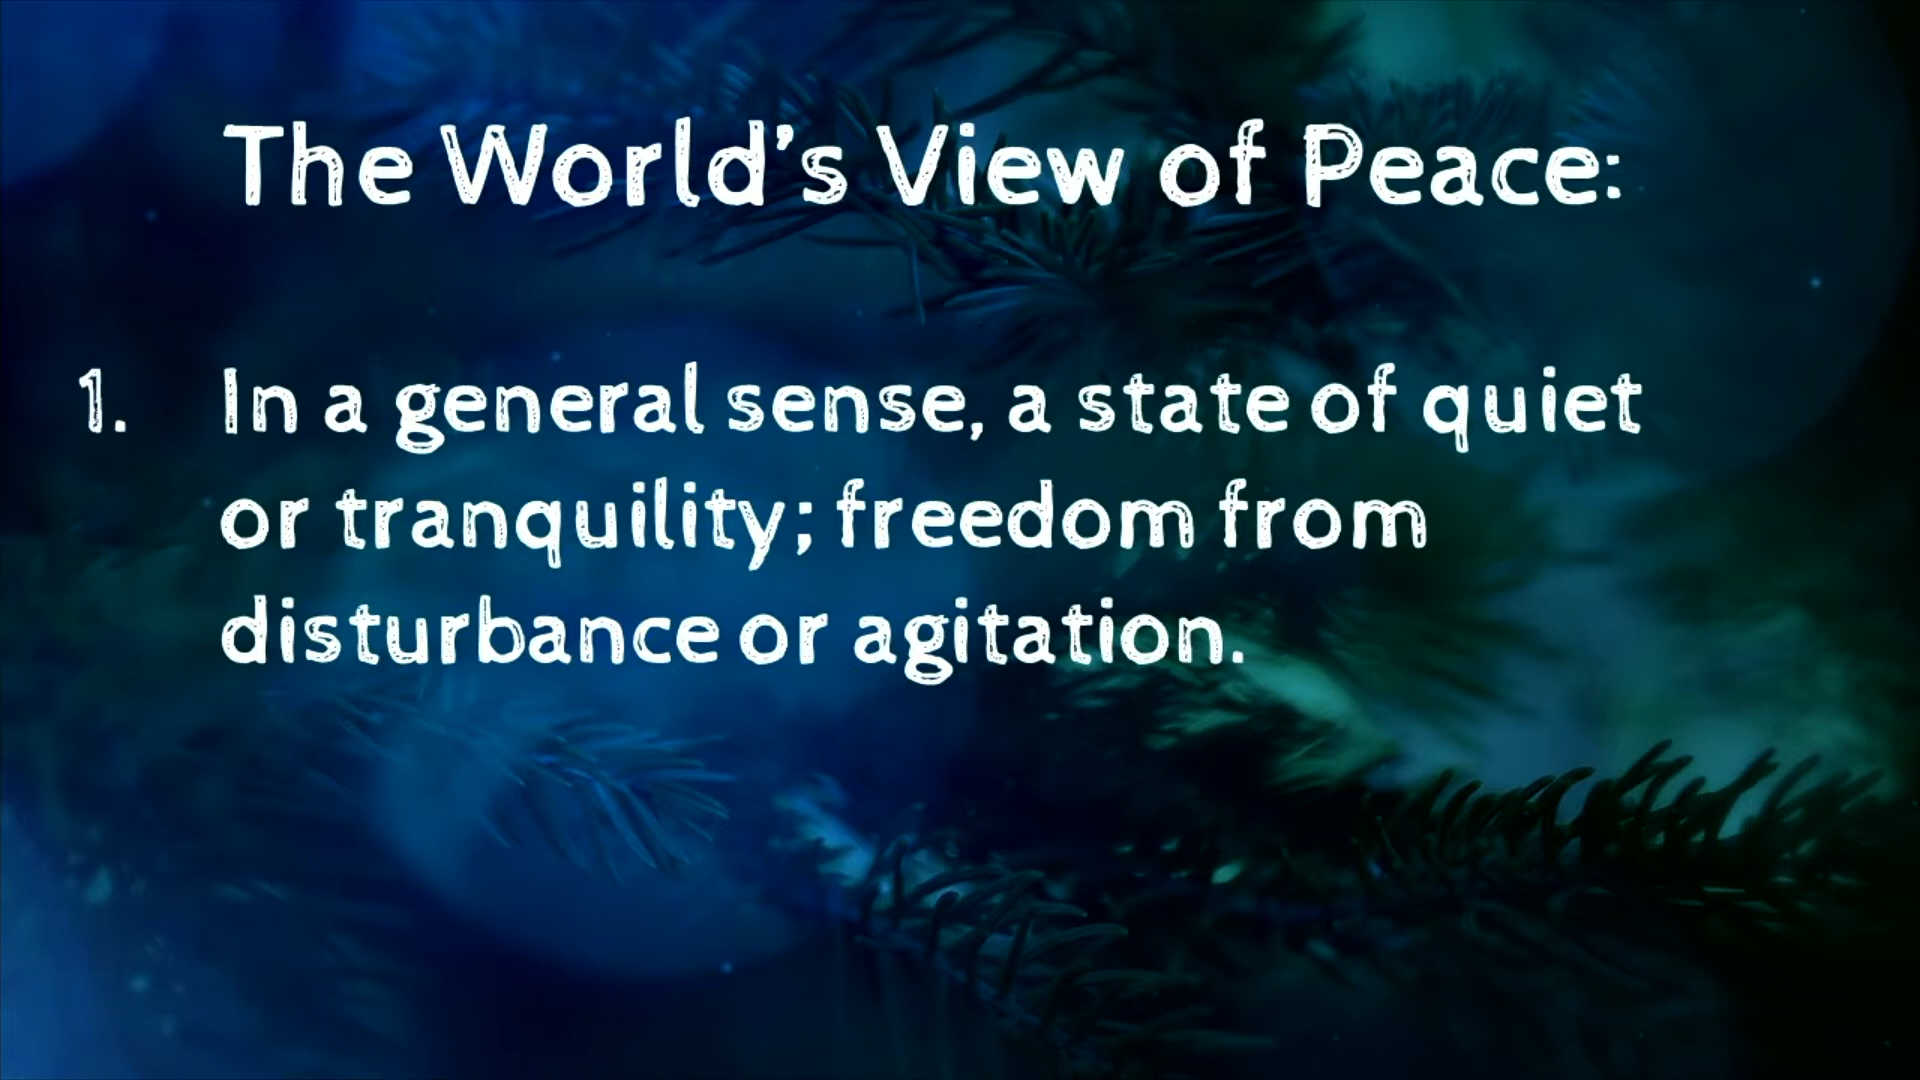 The World's View of Peace:
1. In a general sense, a state of quiet
or tranquility; freedom from
disturbance or agitation.